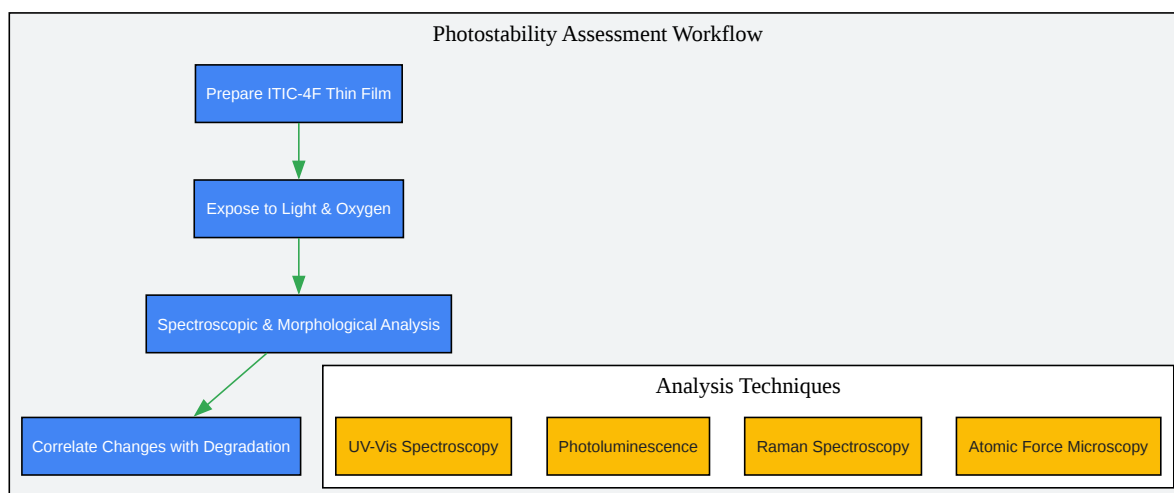 Photostability Assessment Workflow
Prepare ITIC-4F Thin Film
Expose to Light & Oxygen
Spectroscopic & Morphological Analysis
Correlate Changes with Degradation
Analysis Techniques
UV-Vis Spectroscopy
Photoluminescence
Raman Spectroscopy
Atomic Force Microscopy